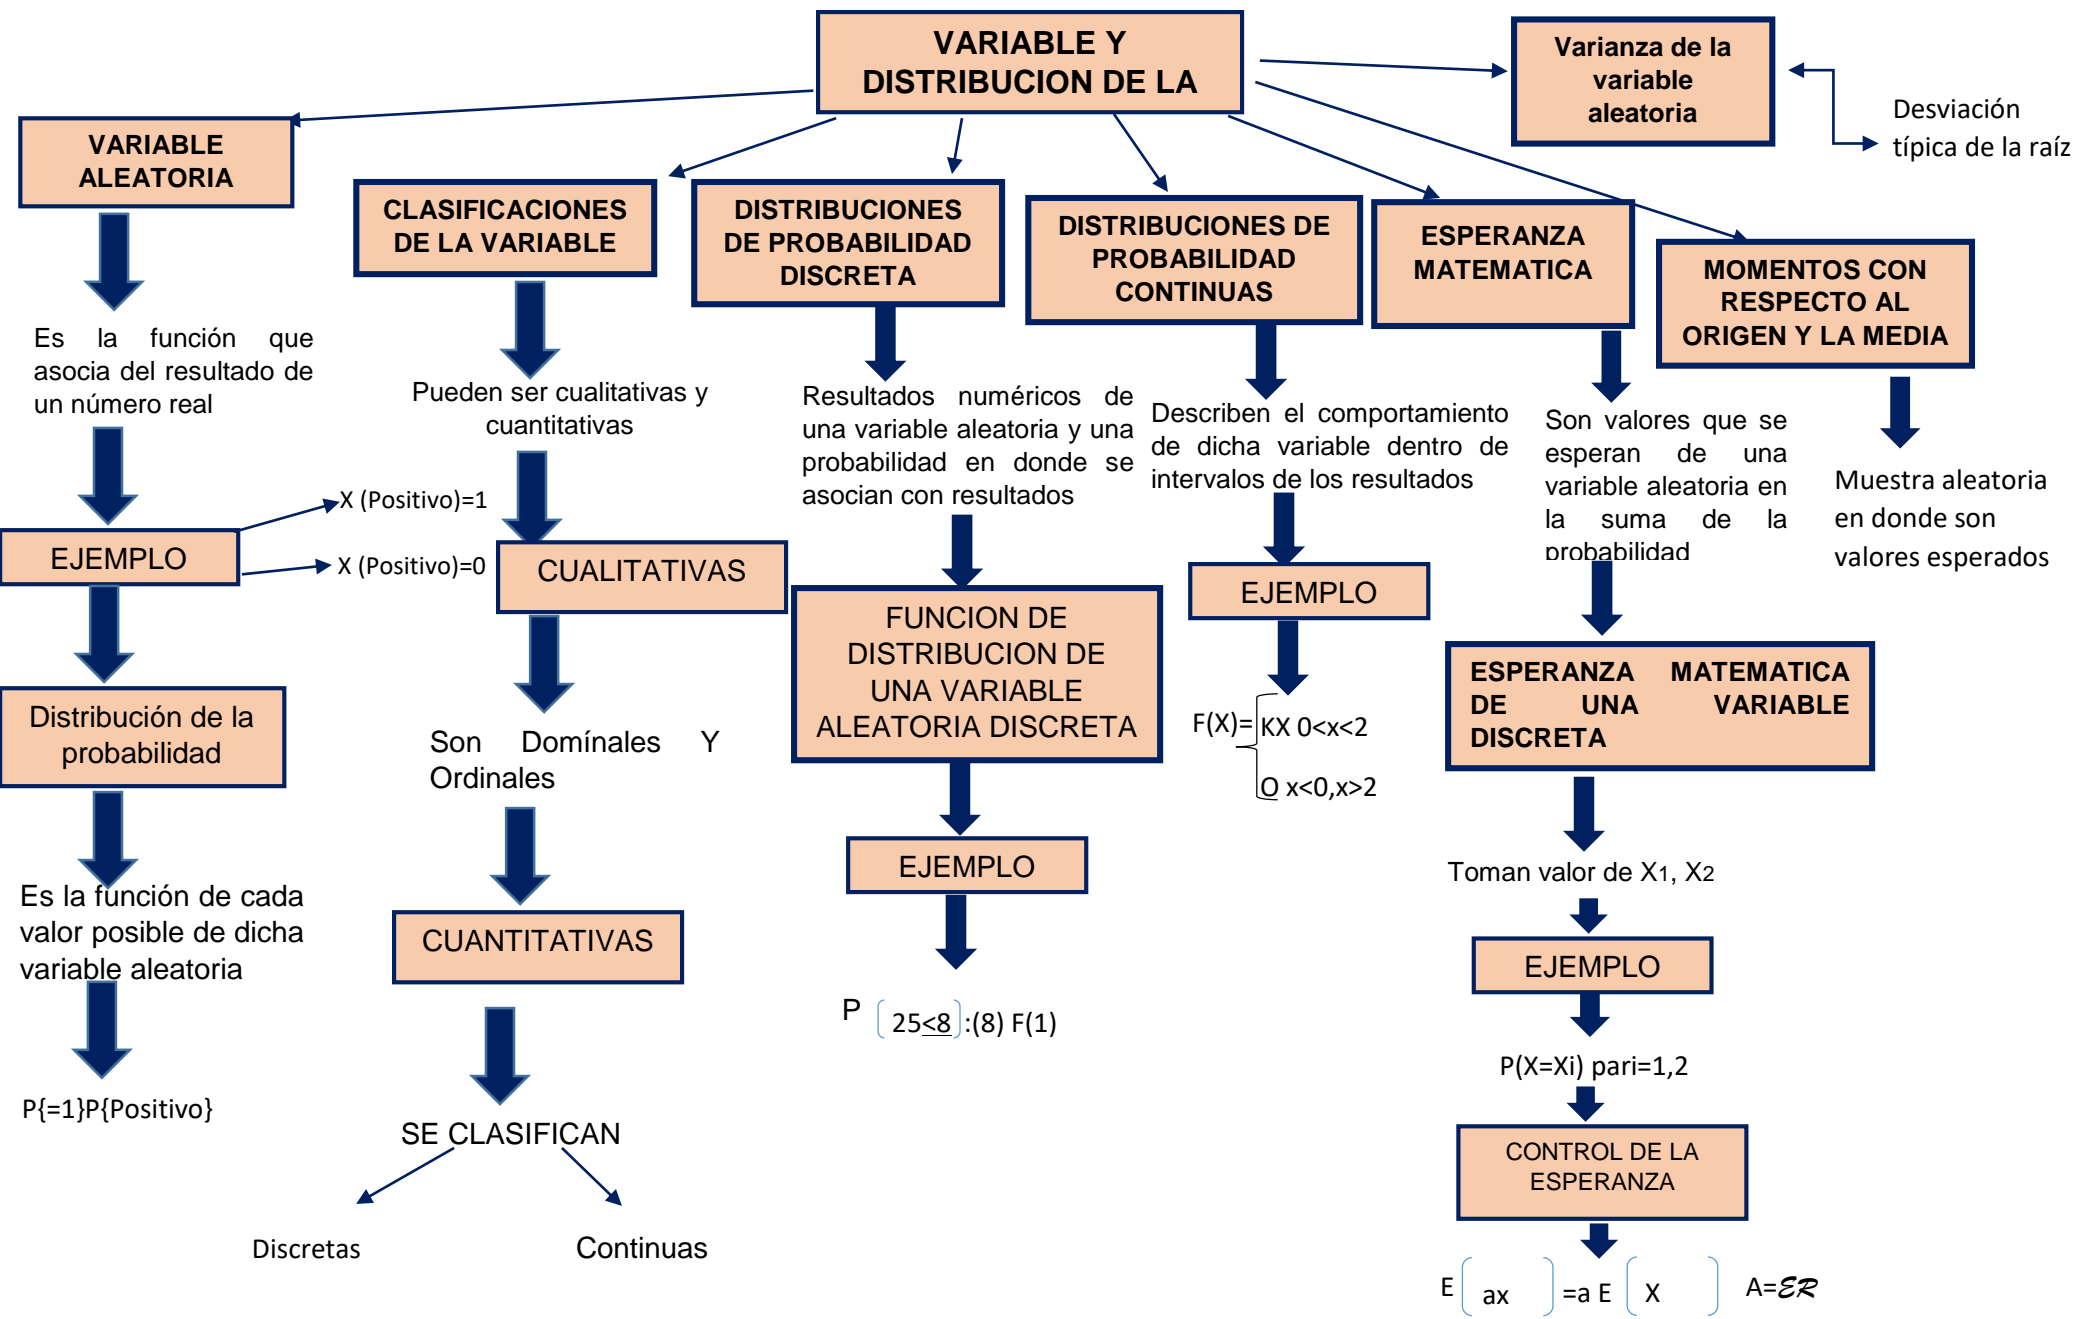 VARIABLE Y
DISTRIBUCION DE LA
Varianza de la
variable
aleatoria
Desviación
típica de la raíz
VARIABLE
ALEATORIA
Es la función que
asocia del resultado de
un número real
EJEMPLO
X (Positivo)=1
X (Positivo)=0
Distribución de la
probabilidad
Es la función de cada
valor posible de dicha
variable aleatoria
P{=1}P{Positivo}
CLASIFICACIONES
DE LA VARIABLE
Pueden ser cualitativas y
cuantitativas
CUALITATIVAS
Son Domínales Y
Ordinales
CUANTITATIVAS
SE CLASIFICAN
Discretas
Continuas
DISTRIBUCIONES
DE PROBABILIDAD
DISCRETA
Resultados numéricos de
una variable aleatoria y una
probabilidad en donde se
asocian con resultados
FUNCION DE
DISTRIBUCION DE
UNA VARIABLE
ALEATORIA DISCRETA
EJEMPLO
P [25<8]:(8) F(1)
DISTRIBUCIONES DE
PROBABILIDAD
CONTINUAS
Describen el comportamiento
de dicha variable dentro de
intervalos de los resultados
EJEMPLO
F(X)= KX 0<x<2
O x<0,x>2
ESPERANZA
MATEMATICA
Son valores que se
esperan de una
variable aleatoria en
la suma de la
probabilidad
ESPERANZA MATEMATICA
DE UNA VARIABLE
DISCRETA
Toman valor de X1, X2
EJEMPLO
P(X=Xi) pari=1,2
CONTROL DE LA
ESPERANZA
E [ax] =a E [X] A=ER
MOMENTOS CON
RESPECTO AL
ORIGEN Y LA MEDIA
Muestra aleatoria
en donde son
valores esperados